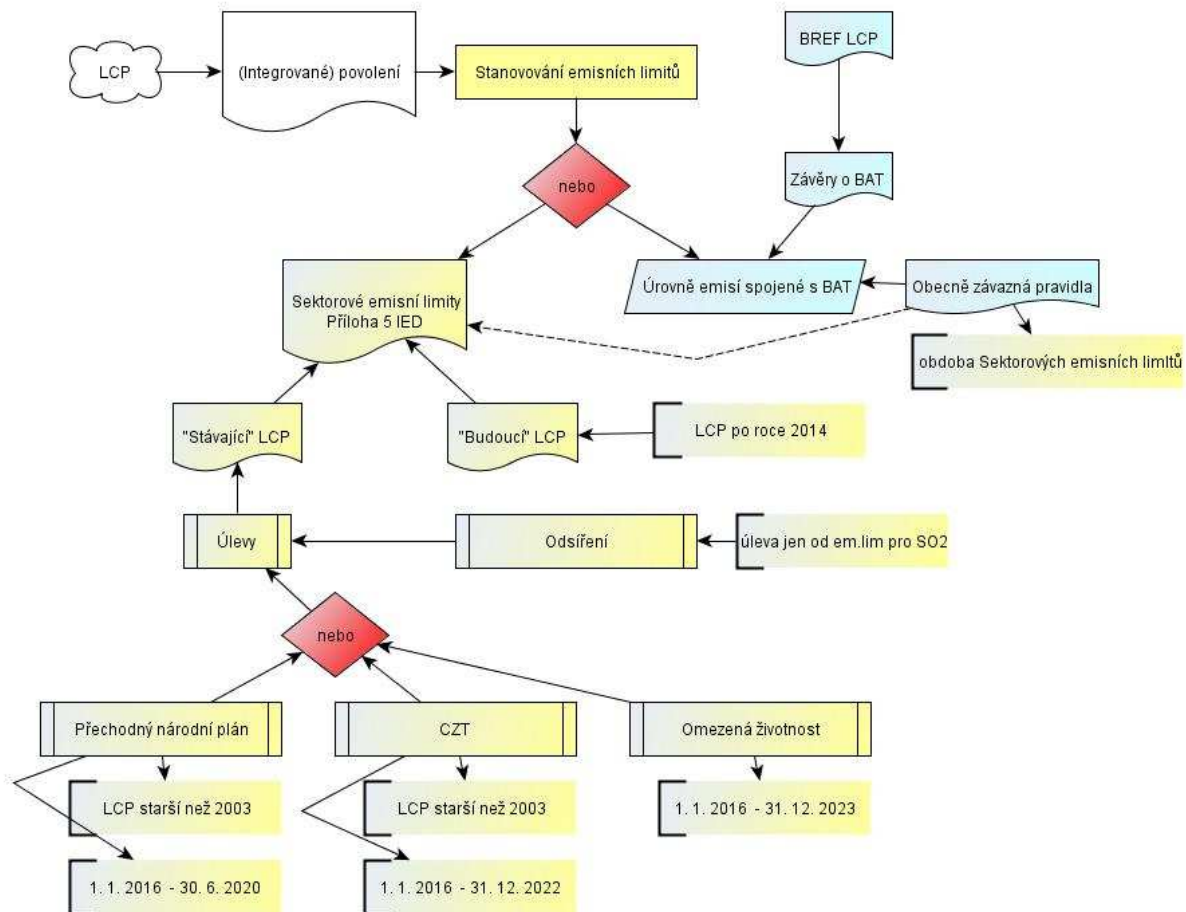 BREF LCP
LCP
(Integrované) povolení
Stanovování emisních limitů
nebo
Závěry o BAT
Sektorové emisní limity
Příloha 5 IED
Úrovně emisí spojené s BAT
Obecně závazná pravidla
obdoba Sektorových emisních limItů
"Stávající" LCP
"Budoucí" LCP
LCP po roce 2014
Úlevy
Odsíření
úleva jen od em.lim pro SO2
nebo
Přechodný národní plán
CZT
Omezená životnost
LCP starší než 2003
LCP starší než 2003
1. 1. 2016 - 31. 12. 2023
1. 1. 2016 - 30. 6. 2020
1. 1. 2016 - 31. 12. 2022